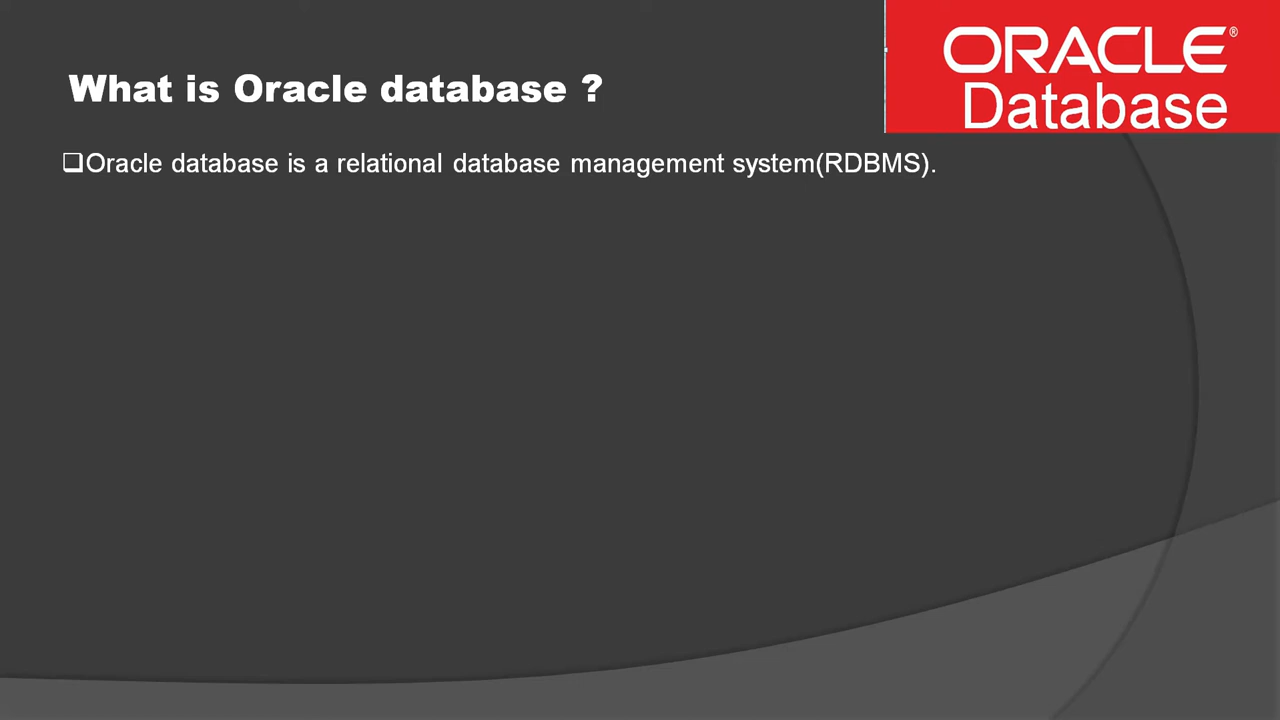 ORACLE®
Database
What is Oracle database ?
❑Oracle database is a relational database management system(RDBMS).